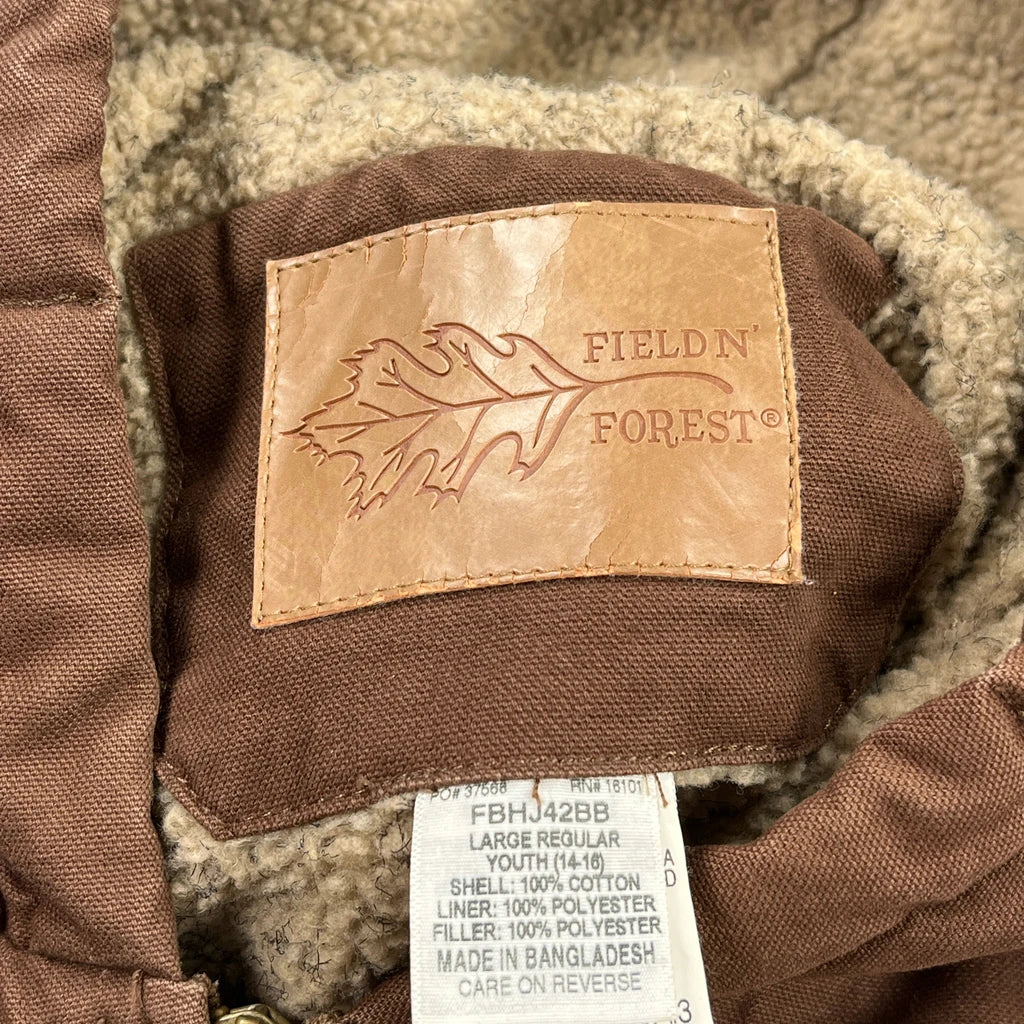 FIELD N'
FOREST®
PO# 37568 RN# 16101
FBHJ42BB
LARGE REGULAR
YOUTH (14-16)
SHELL: 100% COTTON
LINER: 100% POLYESTER
FILLER: 100% POLYESTER
MADE IN BANGLADESH
CARE ON REVERSE